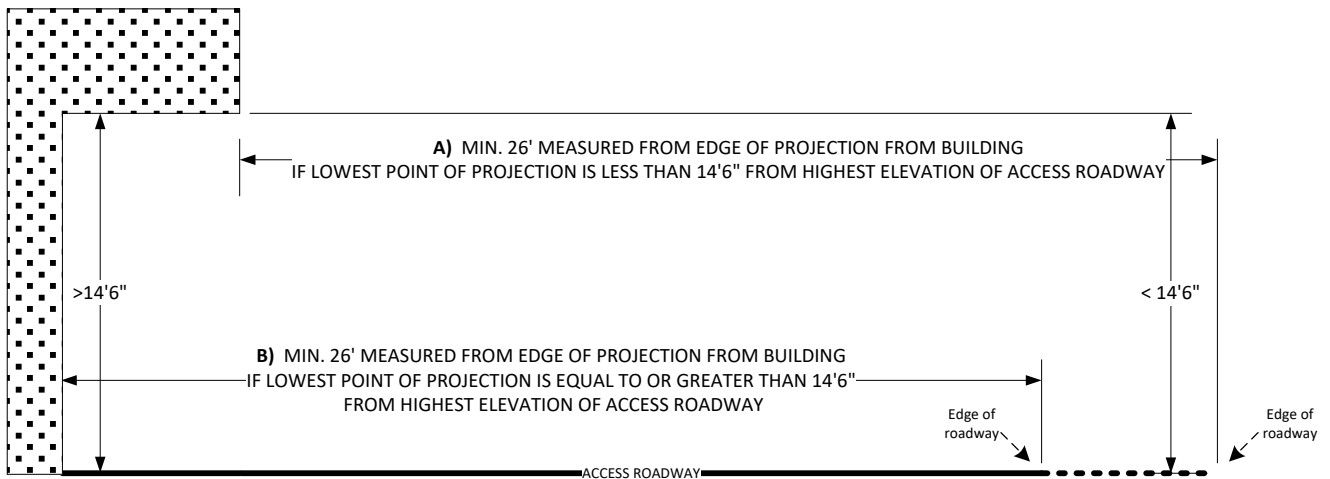 A) MIN. 26' MEASURED FROM EDGE OF PROJECTION FROM BUILDING
IF LOWEST POINT OF PROJECTION IS LESS THAN 14'6" FROM HIGHEST ELEVATION OF ACCESS ROADWAY
>14'6"
< 14'6"
B) MIN. 26' MEASURED FROM EDGE OF PROJECTION FROM BUILDING
IF LOWEST POINT OF PROJECTION IS EQUAL TO OR GREATER THAN 14'6"
FROM HIGHEST ELEVATION OF ACCESS ROADWAY
Edge of
roadway
Edge of
roadway
ACCESS ROADWAY